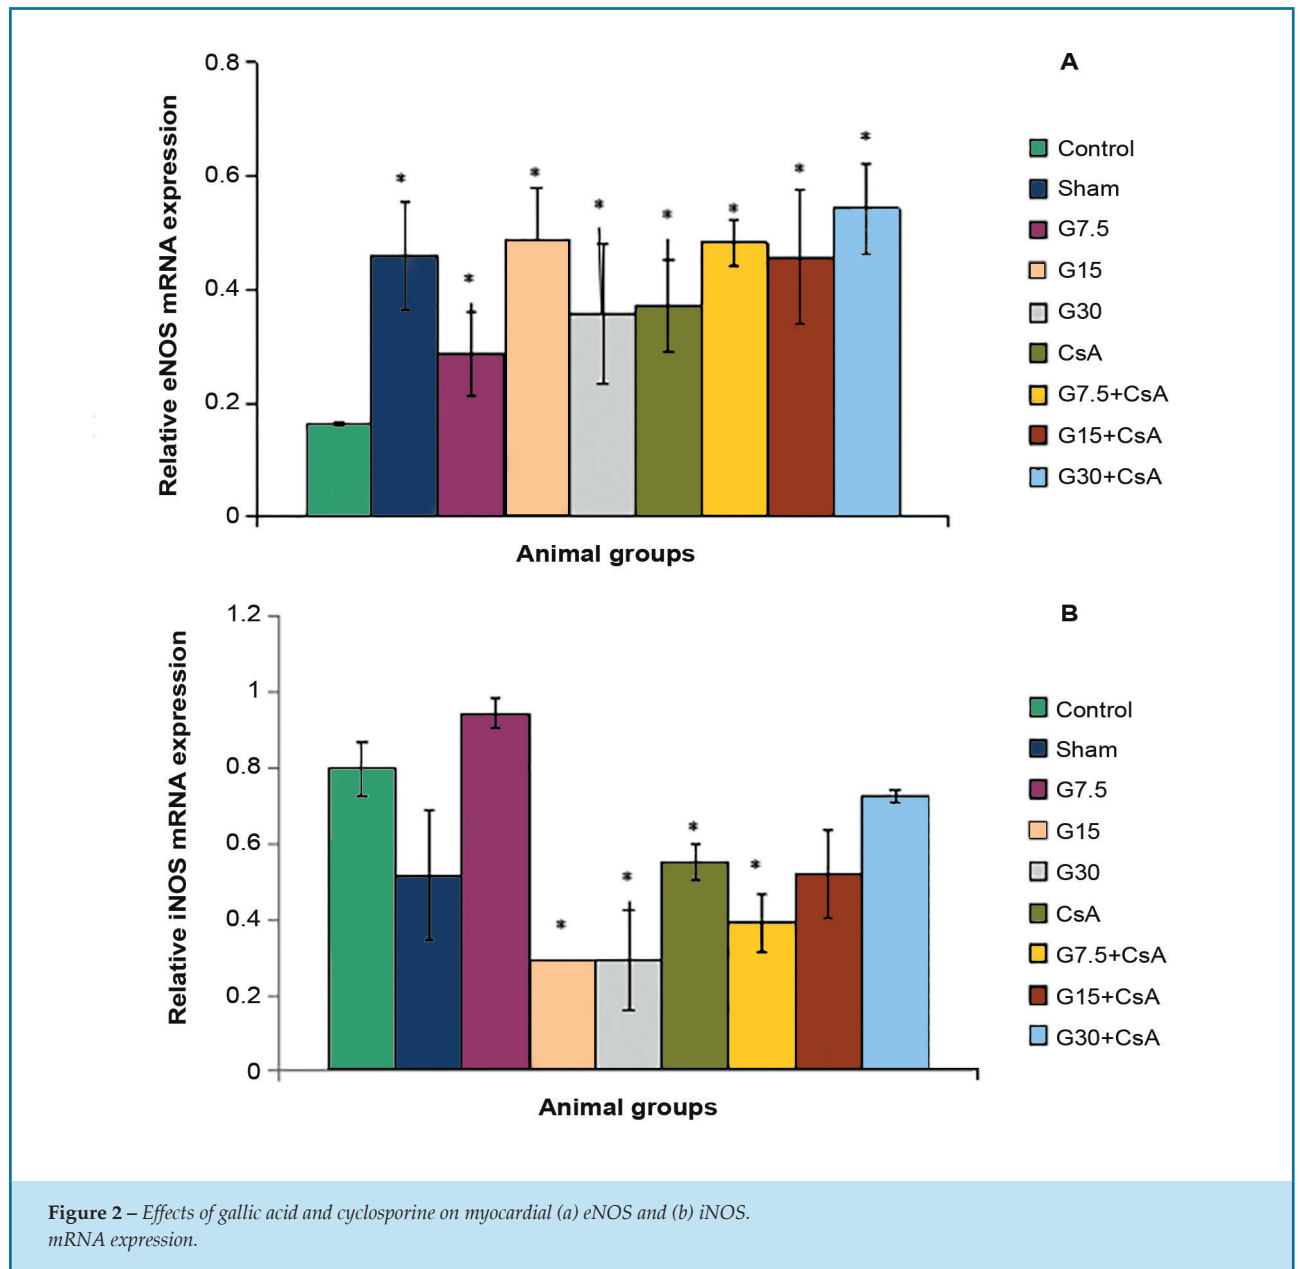 A
0.8
0.6
0.4
0.2
0
Relative eNOS mRNA expression
* * * * * * * *
Animal groups
Control
Sham
G7.5
G15
G30
CsA
G7.5+CsA
G15+CsA
G30+CsA
B
1.2
1
0.8
0.6
0.4
0.2
0
Relative iNOS mRNA expression
* * * *
Animal groups
Control
Sham
G7.5
G15
G30
CsA
G7.5+CsA
G15+CsA
G30+CsA
Figure 2 – Effects of gallic acid and cyclosporine on myocardial (a) eNOS and (b) iNOS.
mRNA expression.